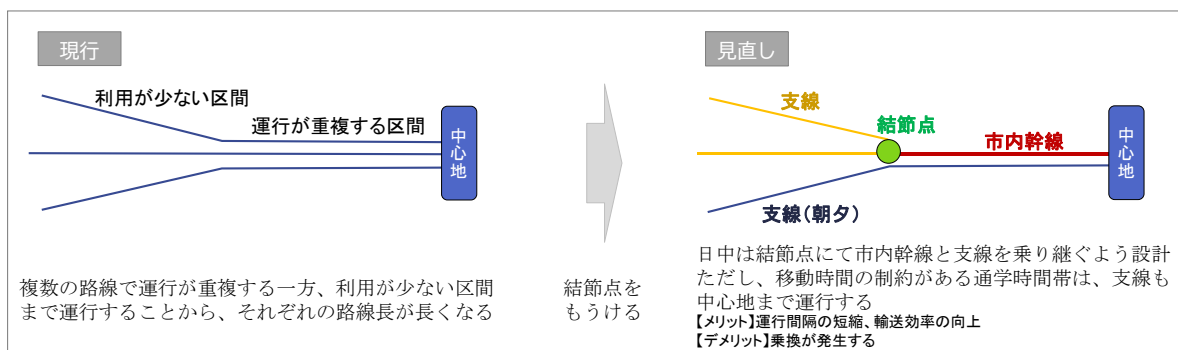 現行
利用が少ない区間
運行が重複する区間
中心地
複数の路線で運行が重複する一方、利用が少ない区間
まで運行することから、それぞれの路線長が長くなる
結節点を
もうける
見直し
支線
結節点
市内幹線
中心地
支線(朝夕)
日中は結節点にて市内幹線と支線を乗り継ぐよう設計
ただし、移動時間の制約がある通学時間帯は、支線も
中心地まで運行する
【メリット】運行間隔の短縮、輸送効率の向上
【デメリット】乗換が発生する